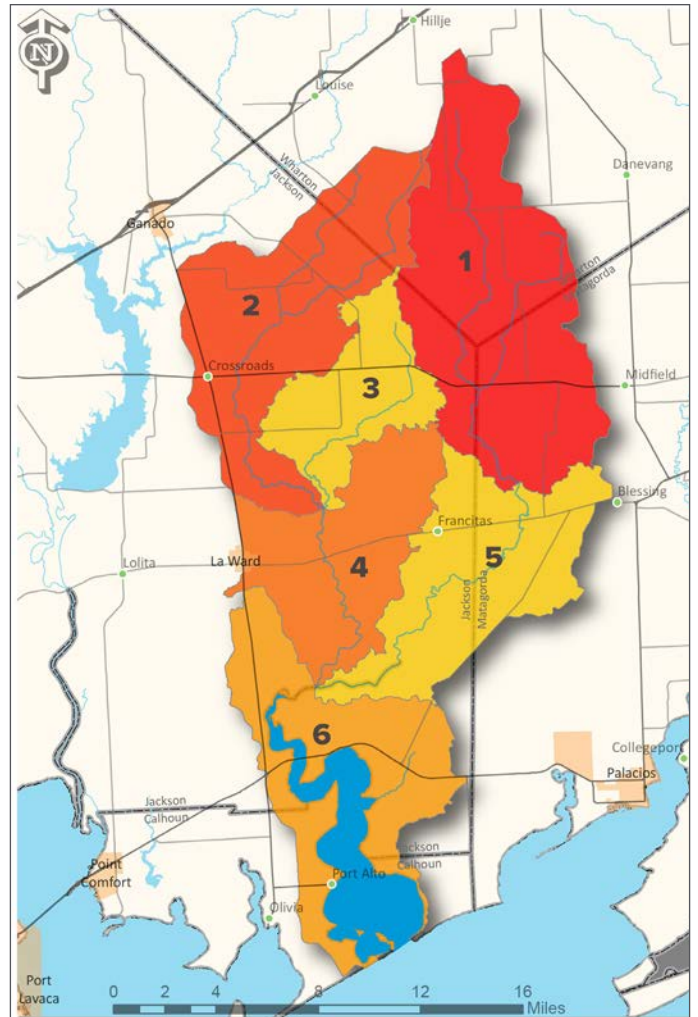 N
Hillje
Louise
Wharton
Jackson
Danevang
Ganado
1
Wharton
Matagorda
2
Crossroads
Midfield
3
Blessing
Francitas
La Ward
Lolita
4
5
Jackson
Matagorda
6
Collegeport
Palacios
Jackson
Calhoun
Jackson
Calhoun
Point
Comfort
Port Alto
Olivia
Port
Lavaca
0 2 4 8 12 16
Miles